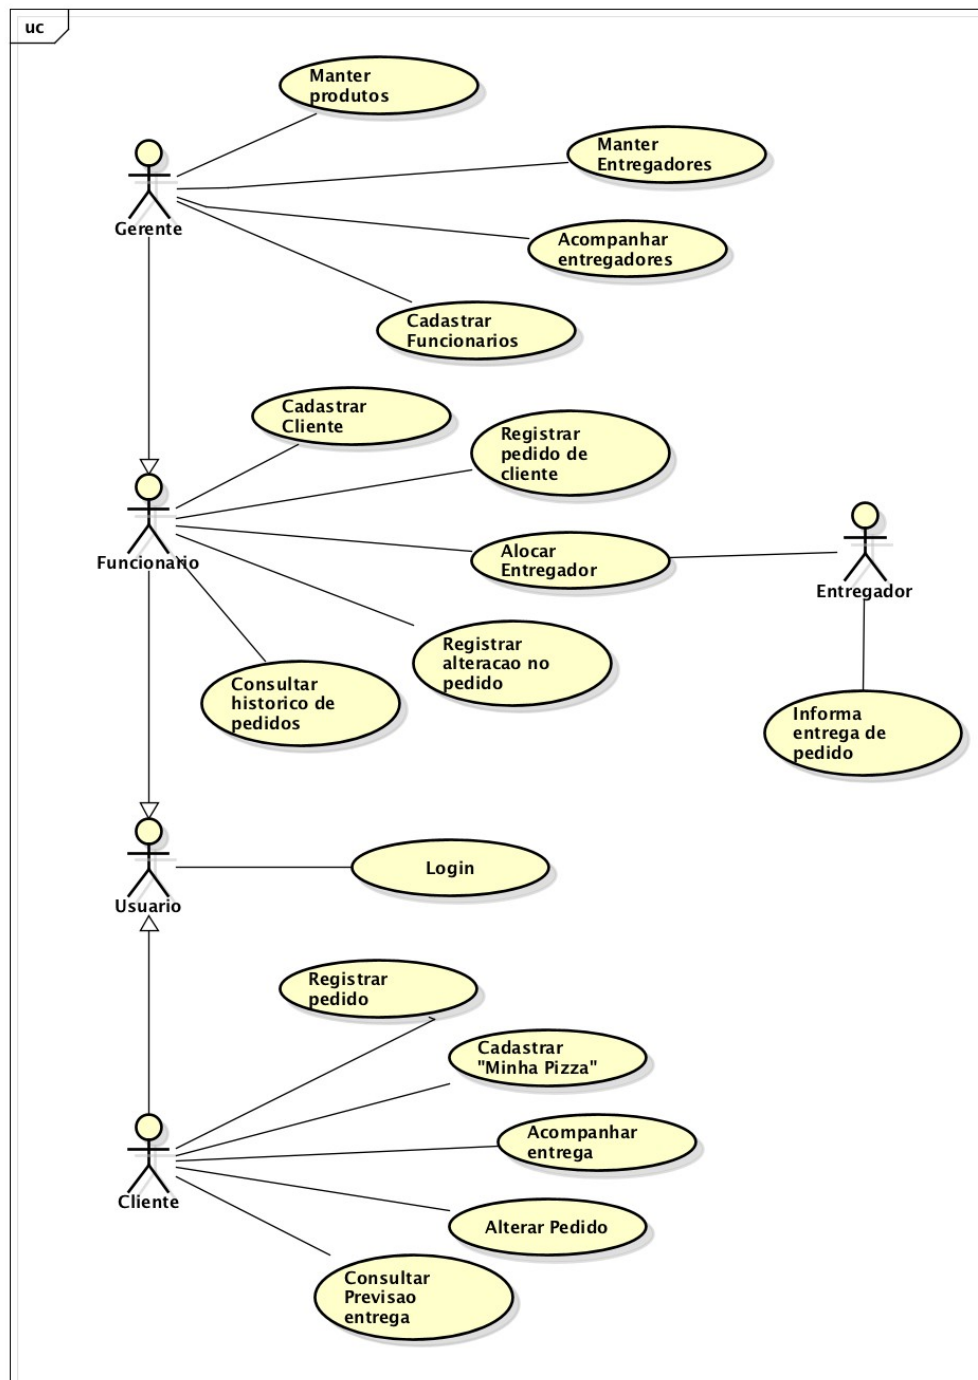 uc
Manter
produtos
Manter
Entregadores
Gerente
Acompanhar
entregadores
Cadastrar
Funcionarios
Cadastrar
Cliente
Registrar
pedido de
cliente
Funcionario
Alocar
Entregador
Entregador
Registrar
alteracao no
pedido
Consultar
historico de
pedidos
Informa
entrega de
pedido
Login
Usuario
Registrar
pedido
Cadastrar
"Minha Pizza"
Acompanhar
entrega
Cliente
Alterar Pedido
Consultar
Previsao
entrega